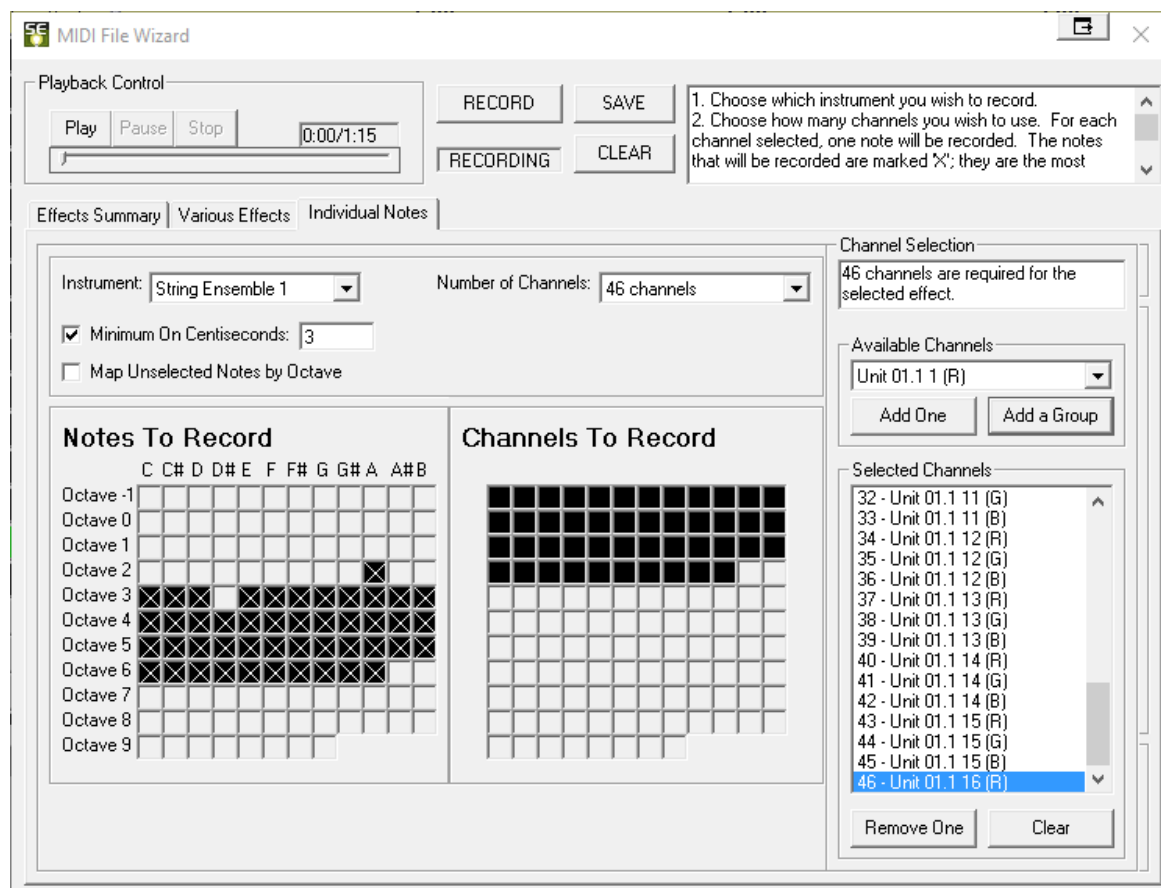 SE MIDI File Wizard
Playback Control
Play Pause Stop 0:00/1:15
RECORD SAVE
RECORDING CLEAR
1. Choose which instrument you wish to record.
2. Choose how many channels you wish to use. For each
channel selected, one note will be recorded. The notes
that will be recorded are marked 'X'; they are the most
Effects Summary Various Effects Individual Notes
Instrument: String Ensemble 1 Number of Channels: 46 channels
Minimum On Centiseconds: 3
Map Unselected Notes by Octave
Notes To Record
C C# D D# E F F# G G# A A# B
Octave -1
Octave 0
Octave 1
Octave 2
Octave 3
Octave 4
Octave 5
Octave 6
Octave 7
Octave 8
Octave 9
Channels To Record
Channel Selection
46 channels are required for the
selected effect.
Available Channels
Unit 01.1 1 (R)
Add One Add a Group
Selected Channels
32 - Unit 01.1 11 (G)
33 - Unit 01.1 11 (B)
34 - Unit 01.1 12 (R)
35 - Unit 01.1 12 (G)
36 - Unit 01.1 12 (B)
37 - Unit 01.1 13 (R)
38 - Unit 01.1 13 (G)
39 - Unit 01.1 13 (B)
40 - Unit 01.1 14 (R)
41 - Unit 01.1 14 (G)
42 - Unit 01.1 14 (B)
43 - Unit 01.1 15 (R)
44 - Unit 01.1 15 (G)
45 - Unit 01.1 15 (B)
46 - Unit 01.1 16 (R)
Remove One Clear